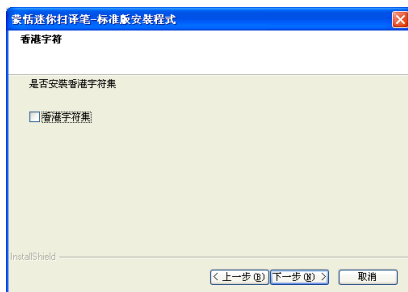 蒙恬迷你扫译笔-标准版安裝程式
香港字符
是否安裝香港字符集
香港字符集
InstallShield
< 上一步(B) 下一步(N) > 取消